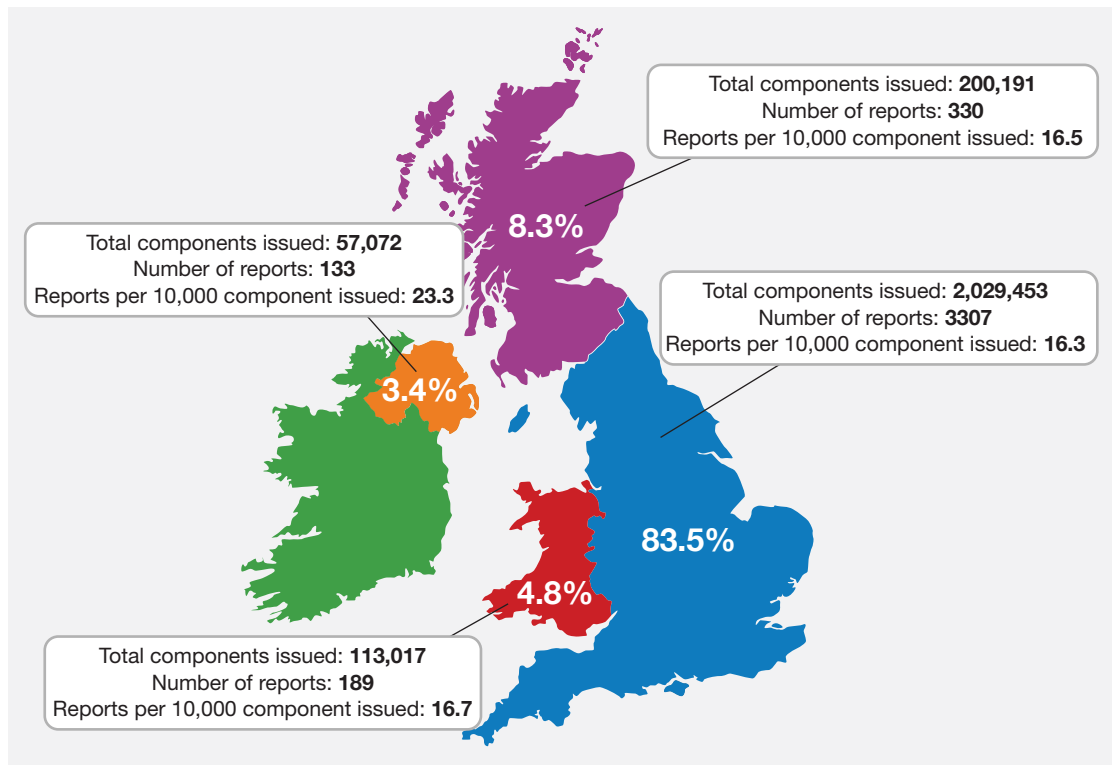 Total components issued: 200,191
Number of reports: 330
Reports per 10,000 component issued: 16.5
8.3%
Total components issued: 57,072
Number of reports: 133
Reports per 10,000 component issued: 23.3
3.4%
Total components issued: 2,029,453
Number of reports: 3307
Reports per 10,000 component issued: 16.3
83.5%
4.8%
Total components issued: 113,017
Number of reports: 189
Reports per 10,000 component issued: 16.7